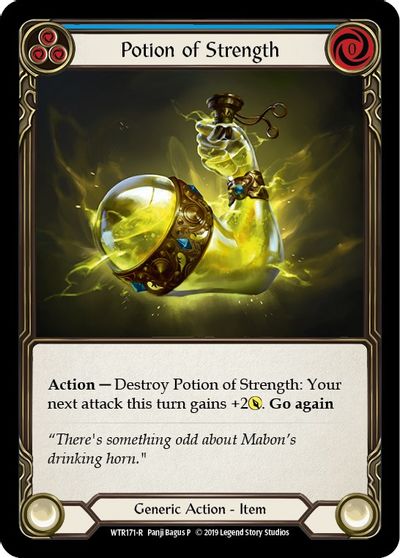 Potion of Strength
0
Action — Destroy Potion of Strength: Your
next attack this turn gains +2. Go again
“There's something odd about Mabon’s
drinking horn."
Generic Action - Item
WTR171-R Panji Bagus P © 2019 Legend Story Studios